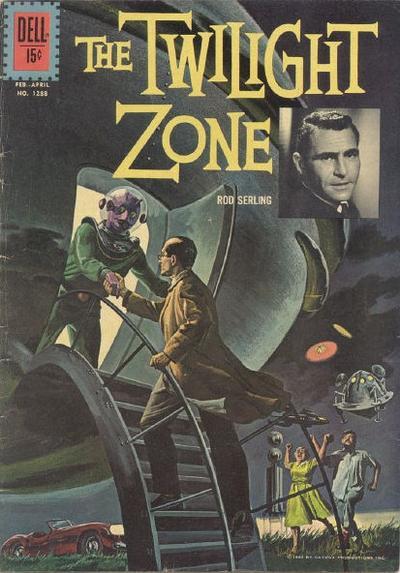 DELL
15¢
FEB.-APRIL
NO. 1288
THE TWILIGHT
ZONE
ROD SERLING